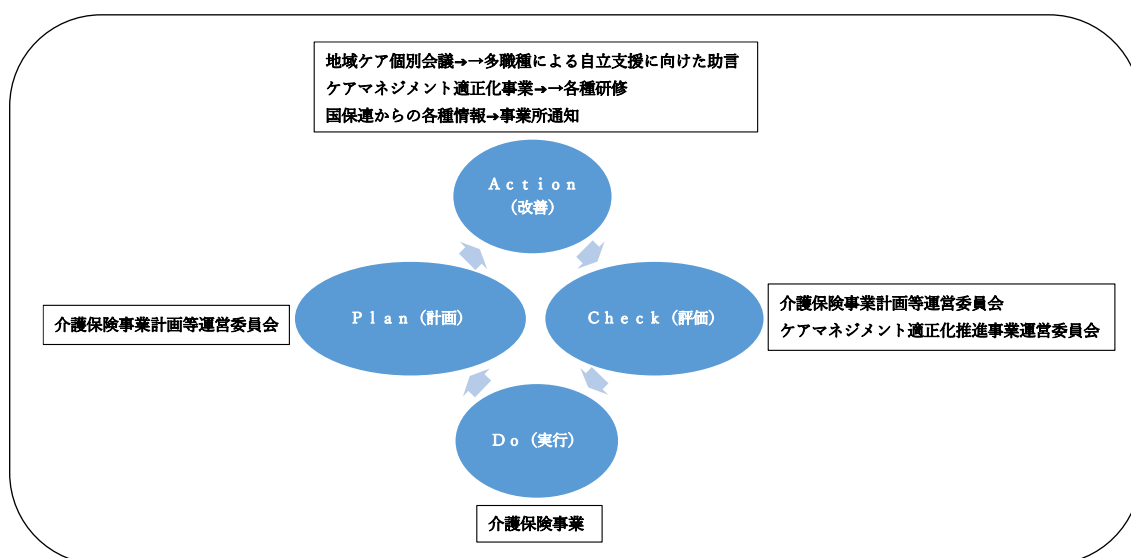 地域ケア個別会議→→多職種による自立支援に向けた助言
ケアマネジメント適正化事業→→各種研修
国保連からの各種情報→事業所通知
Ａｃｔｉｏｎ
（改善）
介護保険事業計画等運営委員会
Ｐｌａｎ（計画）
Ｃｈｅｃｋ（評価）
介護保険事業計画等運営委員会
ケアマネジメント適正化推進事業運営委員会
Ｄｏ（実行）
介護保険事業